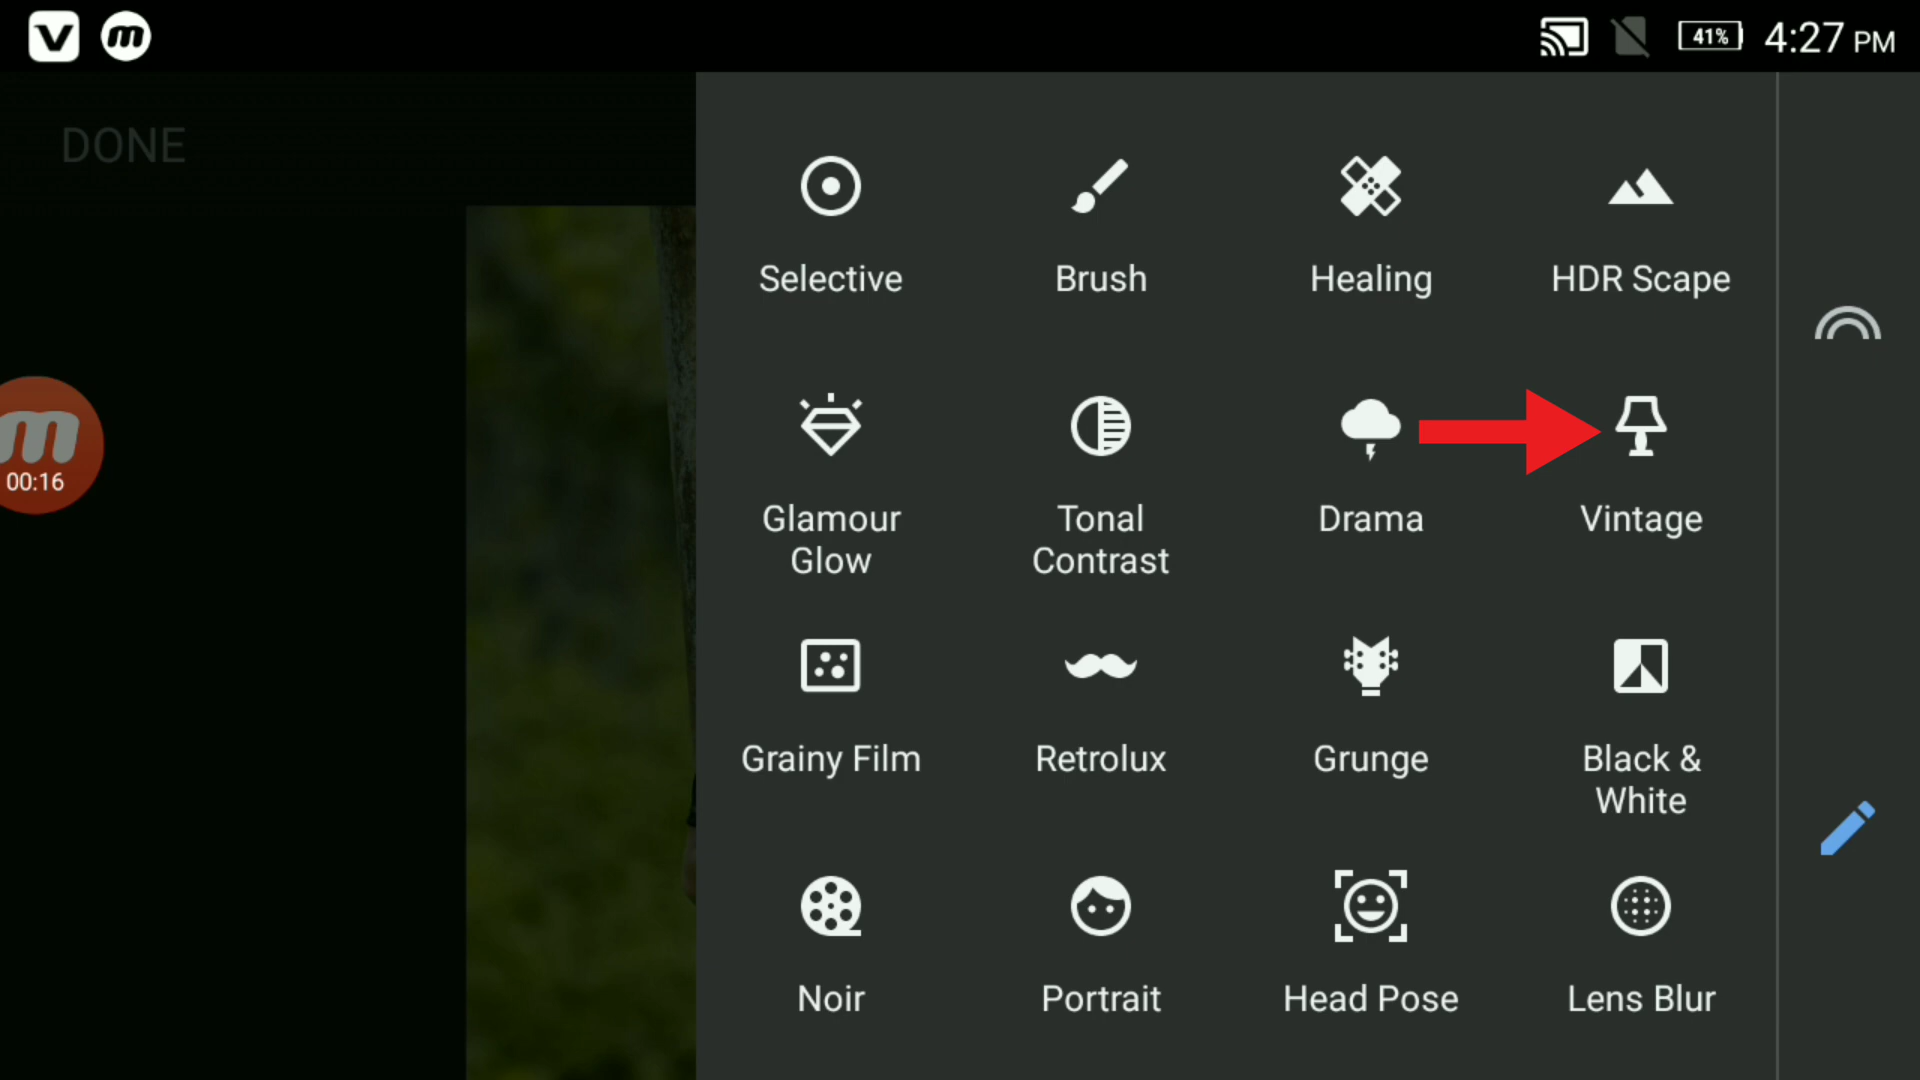 V m 41% 4:27 PM
DONE
Selective Brush Healing HDR Scape
m
00:16
Glamour Glow
Tonal Contrast
Drama
Vintage
Grainy Film
Retrolux
Grunge
Black & White
Noir Portrait Head Pose Lens Blur